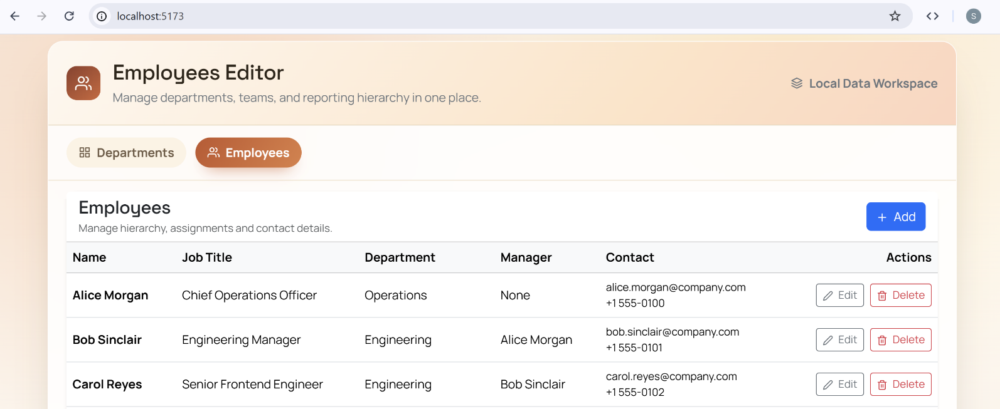 localhost:5173
S
Employees Editor
Manage departments, teams, and reporting hierarchy in one place.
Local Data Workspace
Departments
Employees
Employees
Manage hierarchy, assignments and contact details.
+ Add
Name Job Title Department Manager Contact Actions
Alice Morgan Chief Operations Officer Operations None alice.morgan@company.com
+1 555-0100
Edit Delete
Bob Sinclair Engineering Manager Engineering Alice Morgan bob.sinclair@company.com
+1 555-0101
Edit Delete
Carol Reyes Senior Frontend Engineer Engineering Bob Sinclair carol.reyes@company.com
+1 555-0102
Edit Delete